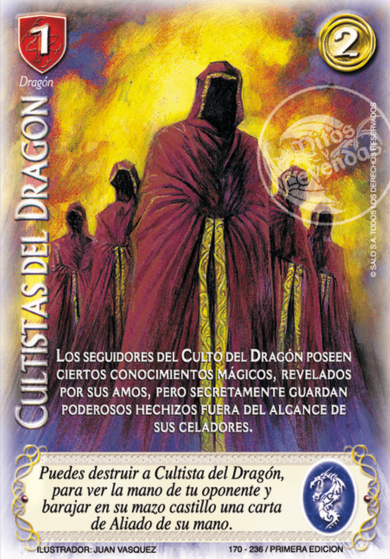 1
2
Dragón
CULTISTAS DEL DRAGON
Mitos
Leyendas
© SALO S.A. TODOS LOS DERECHOS RESERVADOS
LOS SEGUIDORES DEL CULTO DEL DRAGÓN POSEEN
CIERTOS CONOCIMIENTOS MÁGICOS, REVELADOS
POR SUS AMOS, PERO SECRETAMENTE GUARDAN
PODEROSOS HECHIZOS FUERA DEL ALCANCE DE
SUS CELADORES.
Puedes destruir a Cultista del Dragón,
para ver la mano de tu oponente y
barajar en su mazo castillo una carta
de Aliado de su mano.
ILUSTRADOR: JUAN VASQUEZ
170 - 236 / PRIMERA EDICION